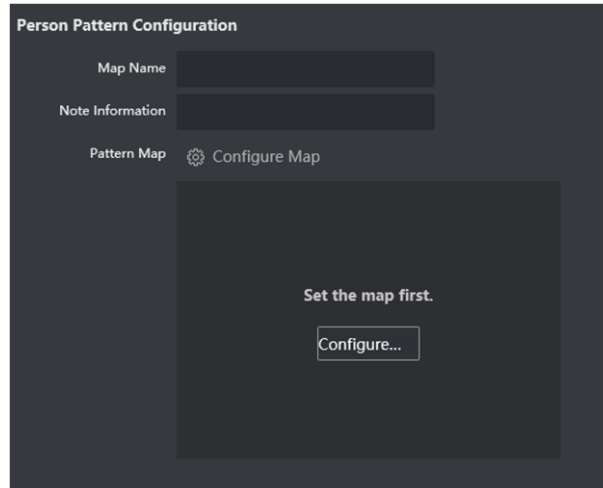 Person Pattern Configuration
Map Name
Note Information
Pattern Map Configure Map
Set the map first.
Configure...